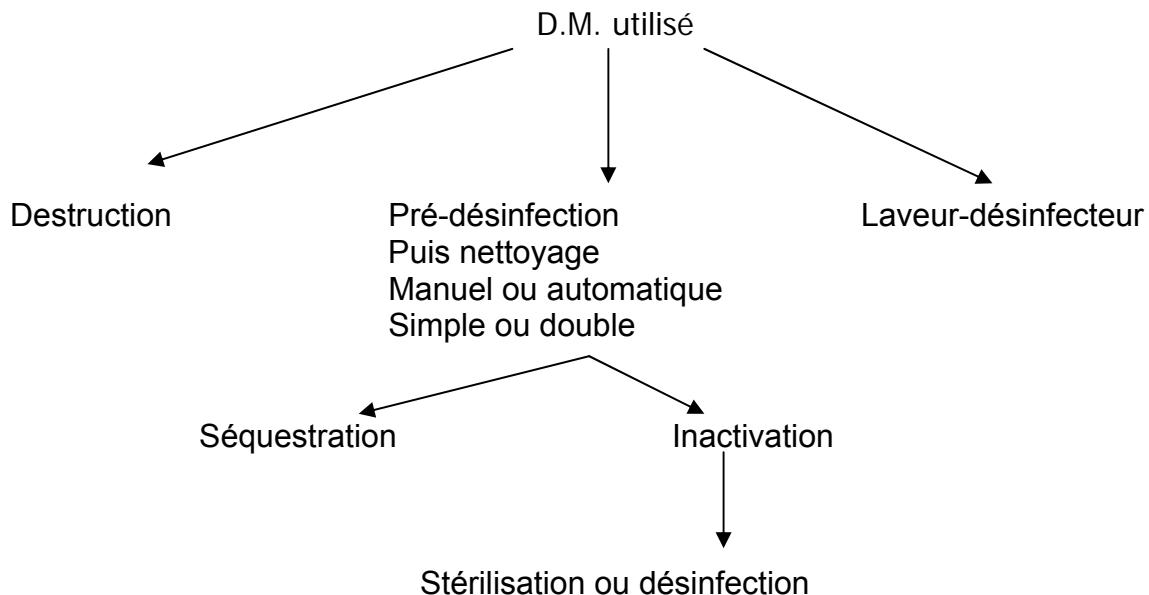 D.M. utilisé
Destruction
Pré-désinfection
Puis nettoyage
Manuel ou automatique
Simple ou double
Laveur-désinfecteur
Séquestration
Inactivation
Stérilisation ou désinfection